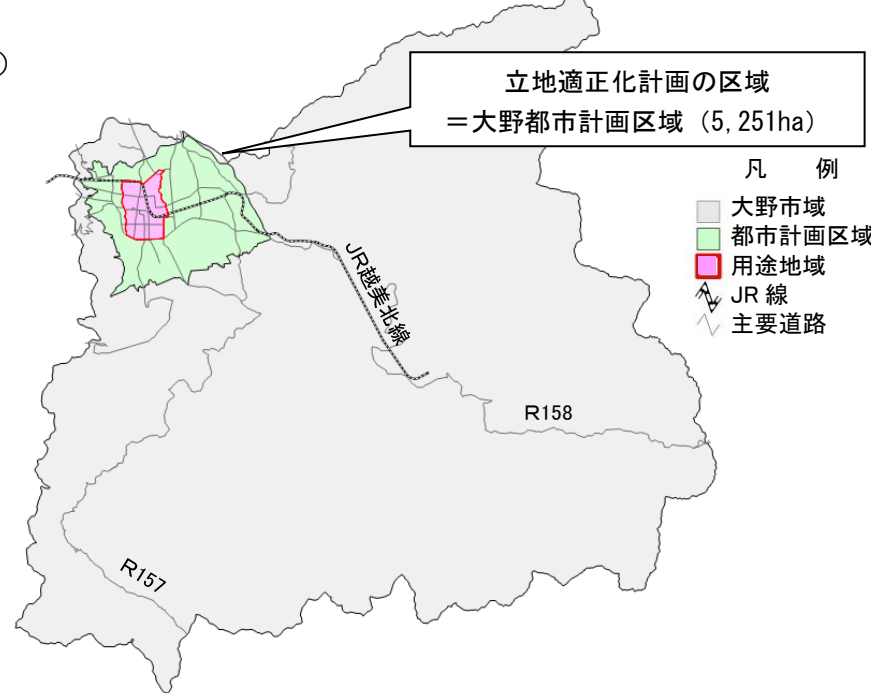 立地適正化計画の区域
＝大野都市計画区域（5,251ha）
凡　例
大野市域
都市計画区域
用途地域
JR 線
主要道路
JR越美北線
R158
R157